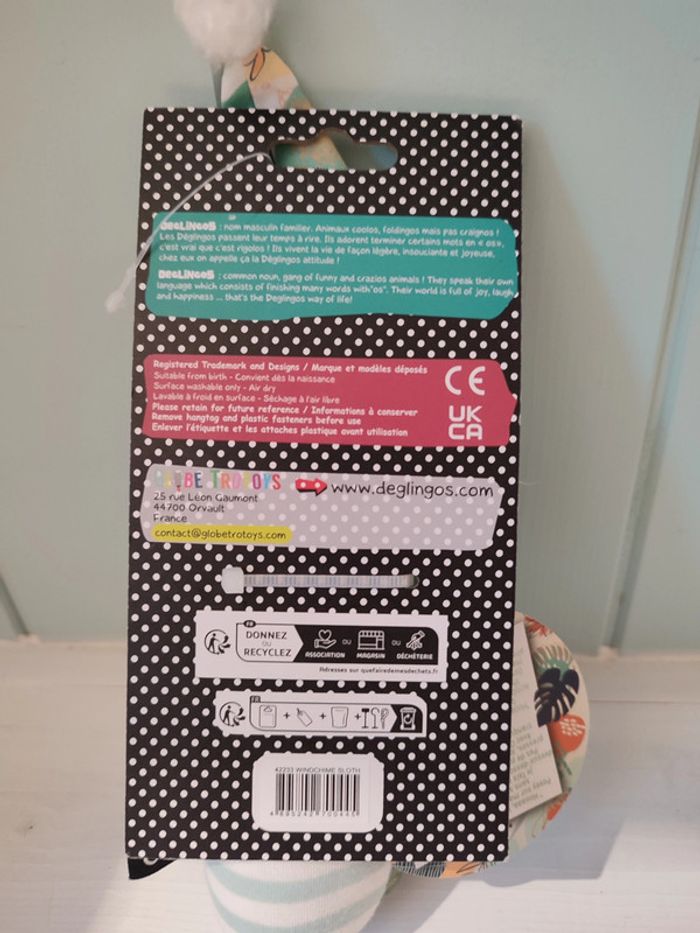 DEGLINGOS : nom masculin familier. Animaux coolos, foldingos mais pas craignos !
Les Déglingos passent leur temps à rire. Ils adorent terminer certains mots en « os»,
c'est vrai que c'est rigolos ! Ils vivent la vie de façon légère, insouciante et joyeuse,
chez eux on appelle ça la Déglingos attitude !
DEGLINGOS : common noun, gang of funny and crazios animals ! They speak their own
language which consists of finishing many words with"os". Their world is full of joy, laugh
and happiness ... that's the Deglingos way of life!
Registered Trademark and Designs / Marque et modèles déposés
Suitable from birth - Convient dès la naissance
Surface washable only - Air dry
Lavable à froid en surface - Séchage à l'air libre
Please retain for future reference / Informations à conserver
Remove hangtag and plastic fasteners before use
Enlever l'étiquette et les attaches plastique avant utilisation
CE
UK
CA
GLOBE TROTOYS
www.deglingos.com
25 rue Léon Gaumont
44700 Orvault
France
contact@globetrotoys.com
FR
DONNEZ
OU
RECYCLEZ
ASSOCIATION OU MAGASIN OU DÉCHÈTERIE
Adresses sur quefairedemesdechets.fr
FR
+ + +
42233 WINDCHIME SLOTH
4 895242 700445